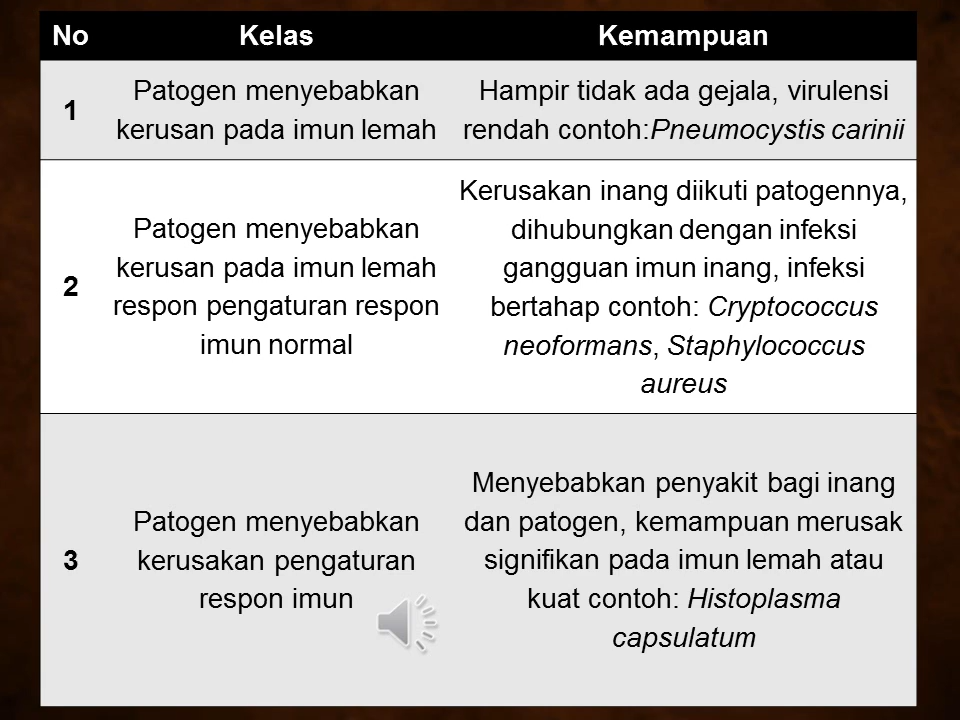 No Kelas Kemampuan
1
Patogen menyebabkan
kerusan pada imun lemah
Hampir tidak ada gejala, virulensi
rendah contoh:Pneumocystis carinii
2
Patogen menyebabkan
kerusan pada imun lemah
respon pengaturan respon
imun normal
Kerusakan inang diikuti patogennya,
dihubungkan dengan infeksi
gangguan imun inang, infeksi
bertahap contoh: Cryptococcus
neoformans, Staphylococcus
aureus
3
Patogen menyebabkan
kerusakan pengaturan
respon imun
Menyebabkan penyakit bagi inang
dan patogen, kemampuan merusak
signifikan pada imun lemah atau
kuat contoh: Histoplasma
capsulatum